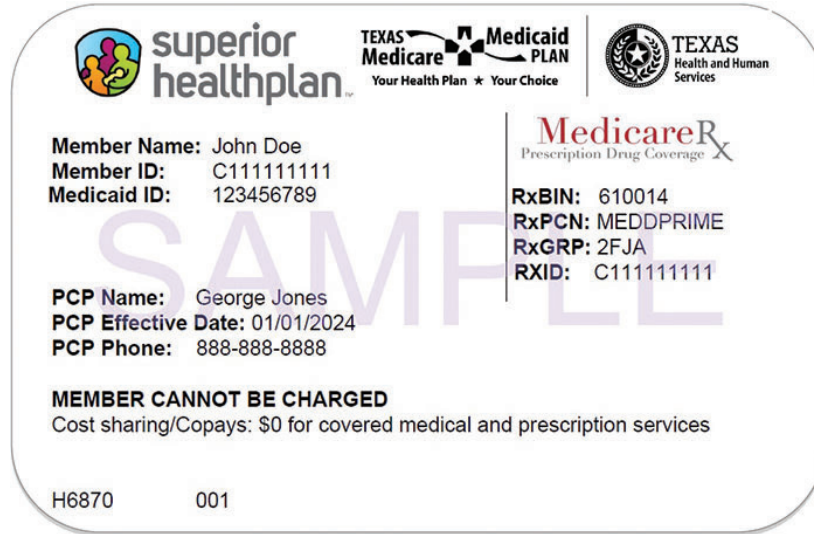 superior
healthplan™
TEXAS Medicaid
Medicare PLAN
Your Health Plan ★ Your Choice
TEXAS
Health and Human
Services
Member Name: John Doe
Member ID: C111111111
Medicaid ID: 123456789
MedicareRx
Prescription Drug Coverage
RxBIN: 610014
RxPCN: MEDDPRIME
RxGRP: 2FJA
RXID: C111111111
SAMPLE
PCP Name: George Jones
PCP Effective Date: 01/01/2024
PCP Phone: 888-888-8888
MEMBER CANNOT BE CHARGED
Cost sharing/Copays: $0 for covered medical and prescription services
H6870 001